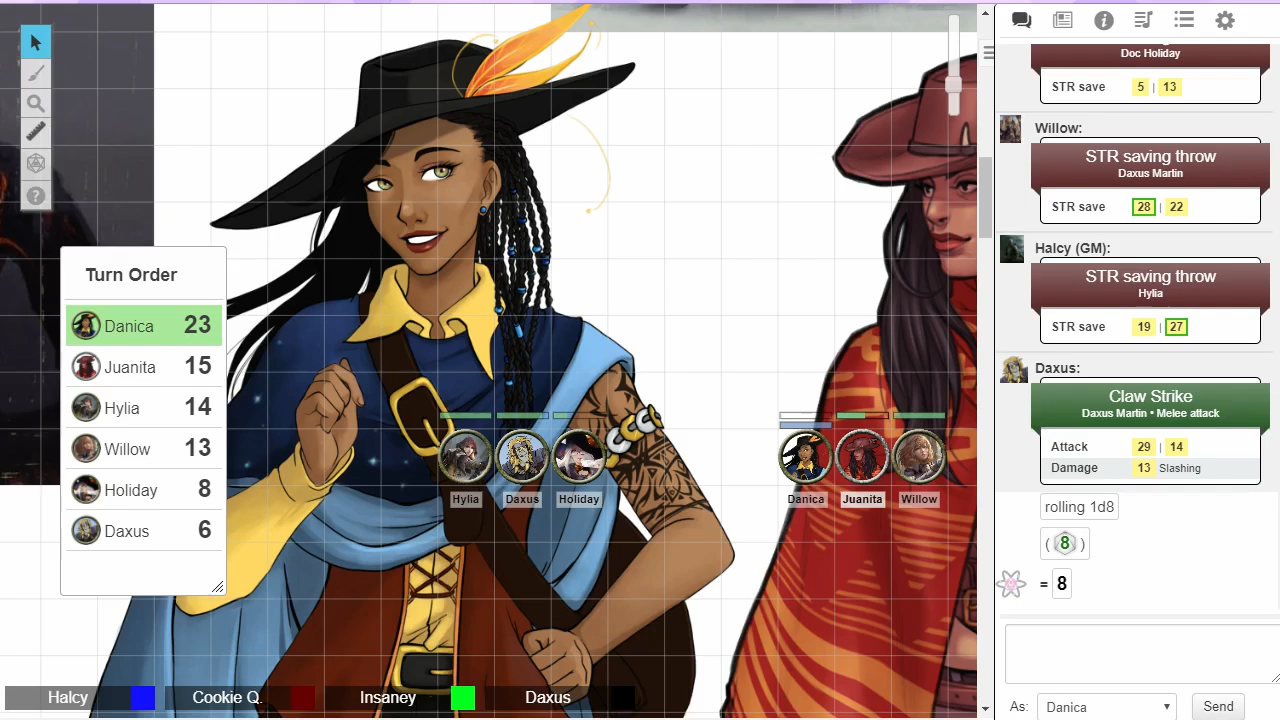 Turn Order
Danica 23
Juanita 15
Hylia 14
Willow 13
Holiday 8
Daxus 6
Hylia
Daxus
Holiday
Danica
Juanita
Willow
Halcy
Cookie Q.
Insaney
Daxus
Doc Holiday
STR save 5 | 13
Willow:
STR saving throw
Daxus Martin
STR save 28 | 22
Halcy (GM):
STR saving throw
Hylia
STR save 19 | 27
Daxus:
Claw Strike
Daxus Martin • Melee attack
Attack 29 | 14
Damage 13 Slashing
rolling 1d8
( 8 )
= 8
As: Danica
Send